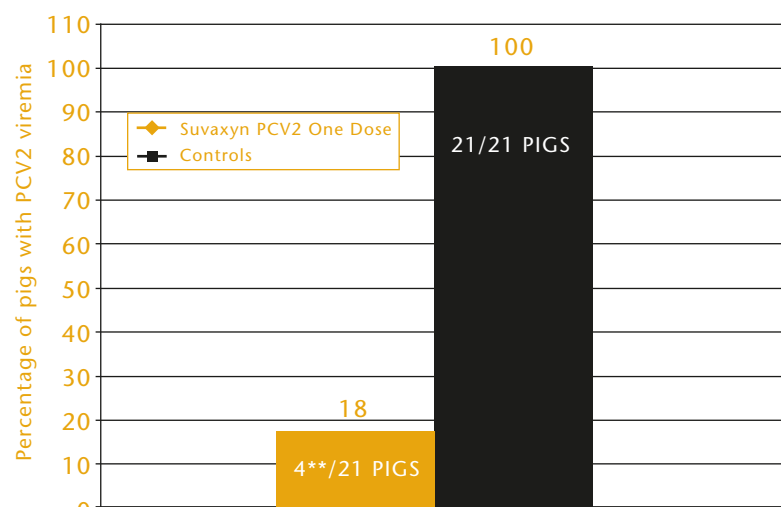 110
100
100
90
Suvaxyn PCV2 One Dose
Controls
21/21 PIGS
80
70
60
50
40
30
20
18
10
4**/21 PIGS
0
Percentage of pigs with PCV2 viremia